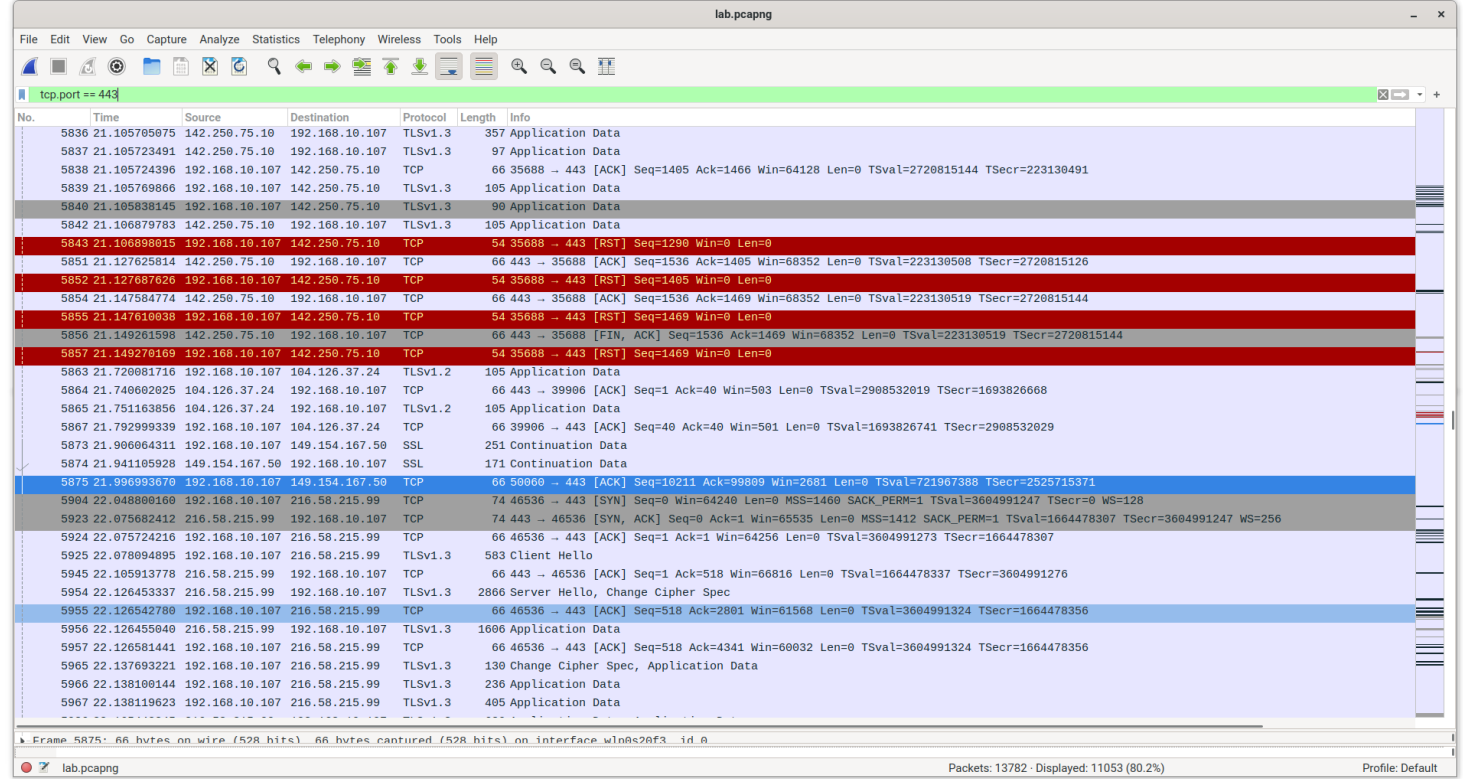 lab.pcapng
File Edit View Go Capture Analyze Statistics Telephony Wireless Tools Help
tcp.port == 443
No. Time Source Destination Protocol Length Info
5836 21.105705075 142.250.75.10 192.168.10.107 TLSv1.3 357 Application Data
5837 21.105723491 142.250.75.10 192.168.10.107 TLSv1.3 97 Application Data
5838 21.105724396 192.168.10.107 142.250.75.10 TCP 66 35688 → 443 [ACK] Seq=1405 Ack=1466 Win=64128 Len=0 TSval=2720815144 TSecr=223130491
5839 21.105769866 192.168.10.107 142.250.75.10 TLSv1.3 105 Application Data
5840 21.105838145 192.168.10.107 142.250.75.10 TLSv1.3 90 Application Data
5842 21.106879783 142.250.75.10 192.168.10.107 TLSv1.3 105 Application Data
5843 21.106898015 192.168.10.107 142.250.75.10 TCP 54 35688 → 443 [RST] Seq=1290 Win=0 Len=0
5851 21.127625814 142.250.75.10 192.168.10.107 TCP 66 443 → 35688 [ACK] Seq=1536 Ack=1405 Win=68352 Len=0 TSval=223130508 TSecr=2720815126
5852 21.127687626 192.168.10.107 142.250.75.10 TCP 54 35688 → 443 [RST] Seq=1405 Win=0 Len=0
5854 21.147584774 142.250.75.10 192.168.10.107 TCP 66 443 → 35688 [ACK] Seq=1536 Ack=1469 Win=68352 Len=0 TSval=223130519 TSecr=2720815144
5855 21.147610038 192.168.10.107 142.250.75.10 TCP 54 35688 → 443 [RST] Seq=1469 Win=0 Len=0
5856 21.149261598 142.250.75.10 192.168.10.107 TCP 66 443 → 35688 [FIN, ACK] Seq=1536 Ack=1469 Win=68352 Len=0 TSval=223130519 TSecr=2720815144
5857 21.149270169 192.168.10.107 142.250.75.10 TCP 54 35688 → 443 [RST] Seq=1469 Win=0 Len=0
5863 21.720081716 192.168.10.107 104.126.37.24 TLSv1.2 105 Application Data
5864 21.740602025 104.126.37.24 192.168.10.107 TCP 66 443 → 39906 [ACK] Seq=1 Ack=40 Win=503 Len=0 TSval=2908532019 TSecr=1693826668
5865 21.751163856 104.126.37.24 192.168.10.107 TLSv1.2 105 Application Data
5867 21.792999339 192.168.10.107 104.126.37.24 TCP 66 39906 → 443 [ACK] Seq=40 Ack=40 Win=501 Len=0 TSval=1693826741 TSecr=2908532029
5873 21.906064311 192.168.10.107 149.154.167.50 SSL 251 Continuation Data
5874 21.941105928 149.154.167.50 192.168.10.107 SSL 171 Continuation Data
5875 21.996993670 192.168.10.107 149.154.167.50 TCP 66 50060 → 443 [ACK] Seq=10211 Ack=99809 Win=2681 Len=0 TSval=721967388 TSecr=2525715371
5904 22.048800160 192.168.10.107 216.58.215.99 TCP 74 46536 → 443 [SYN] Seq=0 Win=64240 Len=0 MSS=1460 SACK_PERM=1 TSval=3604991247 TSecr=0 WS=128
5923 22.075682412 216.58.215.99 192.168.10.107 TCP 74 443 → 46536 [SYN, ACK] Seq=0 Ack=1 Win=65535 Len=0 MSS=1412 SACK_PERM=1 TSval=1664478307 TSecr=3604991247 WS=256
5924 22.075724216 192.168.10.107 216.58.215.99 TCP 66 46536 → 443 [ACK] Seq=1 Ack=1 Win=64256 Len=0 TSval=3604991273 TSecr=1664478307
5925 22.078094895 192.168.10.107 216.58.215.99 TLSv1.3 583 Client Hello
5945 22.105913778 216.58.215.99 192.168.10.107 TCP 66 443 → 46536 [ACK] Seq=1 Ack=518 Win=66816 Len=0 TSval=1664478337 TSecr=3604991276
5954 22.126453337 216.58.215.99 192.168.10.107 TLSv1.3 2866 Server Hello, Change Cipher Spec
5955 22.126542780 192.168.10.107 216.58.215.99 TCP 66 46536 → 443 [ACK] Seq=518 Ack=2801 Win=61568 Len=0 TSval=3604991324 TSecr=1664478356
5956 22.126455040 216.58.215.99 192.168.10.107 TLSv1.3 1606 Application Data
5957 22.126581441 192.168.10.107 216.58.215.99 TCP 66 46536 → 443 [ACK] Seq=518 Ack=4341 Win=60032 Len=0 TSval=3604991324 TSecr=1664478356
5965 22.137693221 192.168.10.107 216.58.215.99 TLSv1.3 130 Change Cipher Spec, Application Data
5966 22.138100144 192.168.10.107 216.58.215.99 TLSv1.3 236 Application Data
5967 22.138119623 192.168.10.107 216.58.215.99 TLSv1.3 405 Application Data
Frame 5875: 66 bytes on wire (528 bits), 66 bytes captured (528 bits) on interface wlp0s20f3, id 0
lab.pcapng Packets: 13782 · Displayed: 11053 (80.2%) Profile: Default